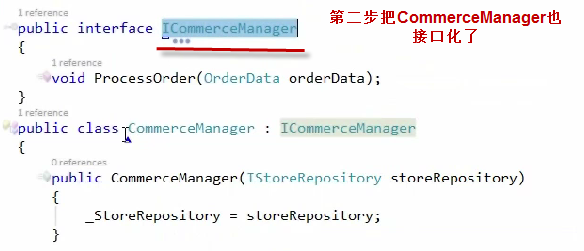 1 reference
public interface ICommerceManager
第二步把CommerceManager也
接口化了
{
1 reference
void ProcessOrder(OrderData orderData);
}
1 reference
public class CommerceManager : ICommerceManager
{
0 references
public CommerceManager(IStoreRepository storeRepository)
{
_StoreRepository = storeRepository;
}